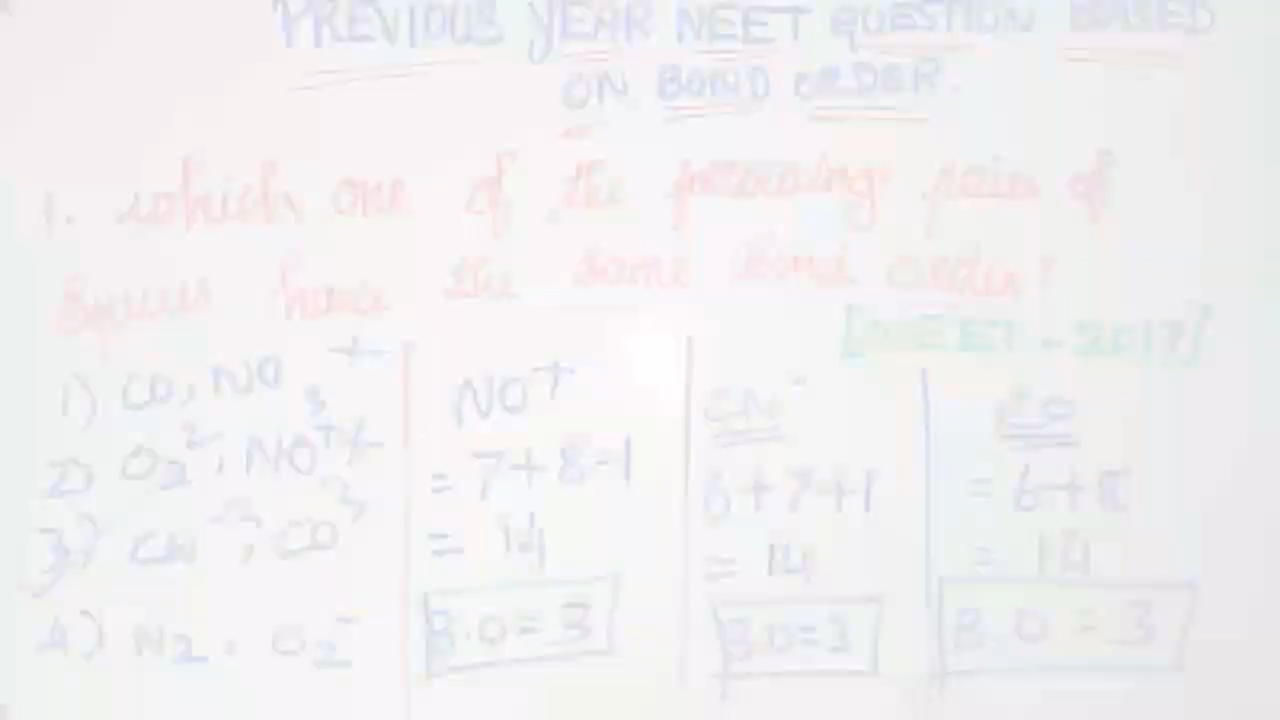 PREVIOUS YEAR NEET QUESTION BASED
ON BOND ORDER.
1. which one of the following pairs of
Species have the same Bond order?
[NEET - 2017]
1) CO, NO
2) O₂²⁻, NO⁺
3) CN⁻, CO
4) N₂, O₂⁻
NO⁺
= 7+8-1
= 14
B.O = 3
CN⁻
6+7+1
= 14
B.O = 3
CO
= 6+8
= 14
B.O = 3